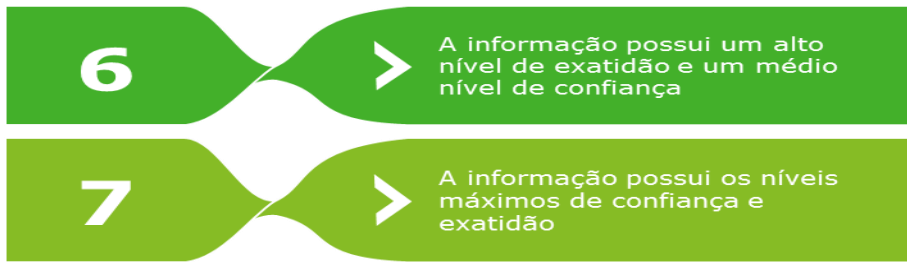 6
A informação possui um alto
nível de exatidão e um médio
nível de confiança
7
A informação possui os níveis
máximos de confiança e
exatidão